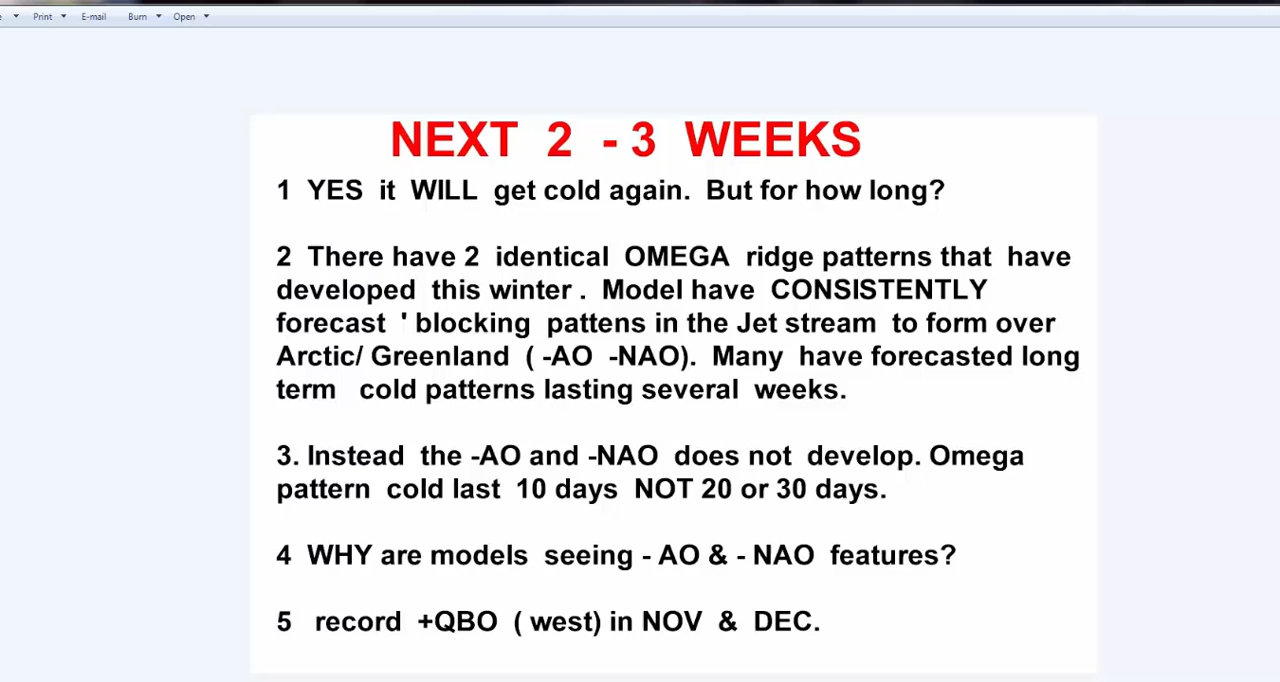 Print E-mail Burn Open
NEXT 2 - 3 WEEKS
1 YES it WILL get cold again. But for how long?
2 There have 2 identical OMEGA ridge patterns that have
developed this winter . Model have CONSISTENTLY
forecast ' blocking pattens in the Jet stream to form over
Arctic/ Greenland ( -AO -NAO). Many have forecasted long
term cold patterns lasting several weeks.
3. Instead the -AO and -NAO does not develop. Omega
pattern cold last 10 days NOT 20 or 30 days.
4 WHY are models seeing - AO & - NAO features?
5 record +QBO ( west) in NOV & DEC.